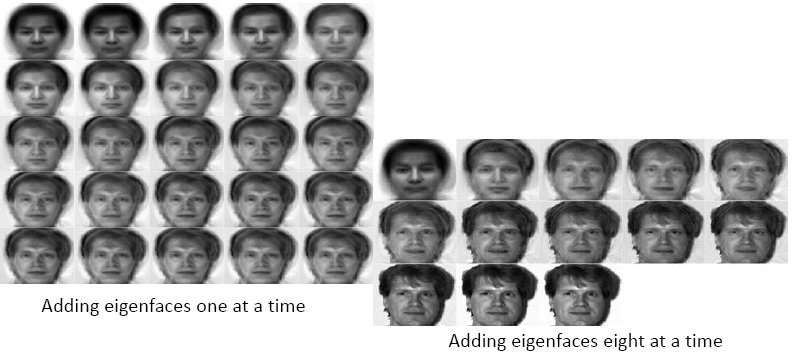 Adding eigenfaces one at a time
Adding eigenfaces eight at a time